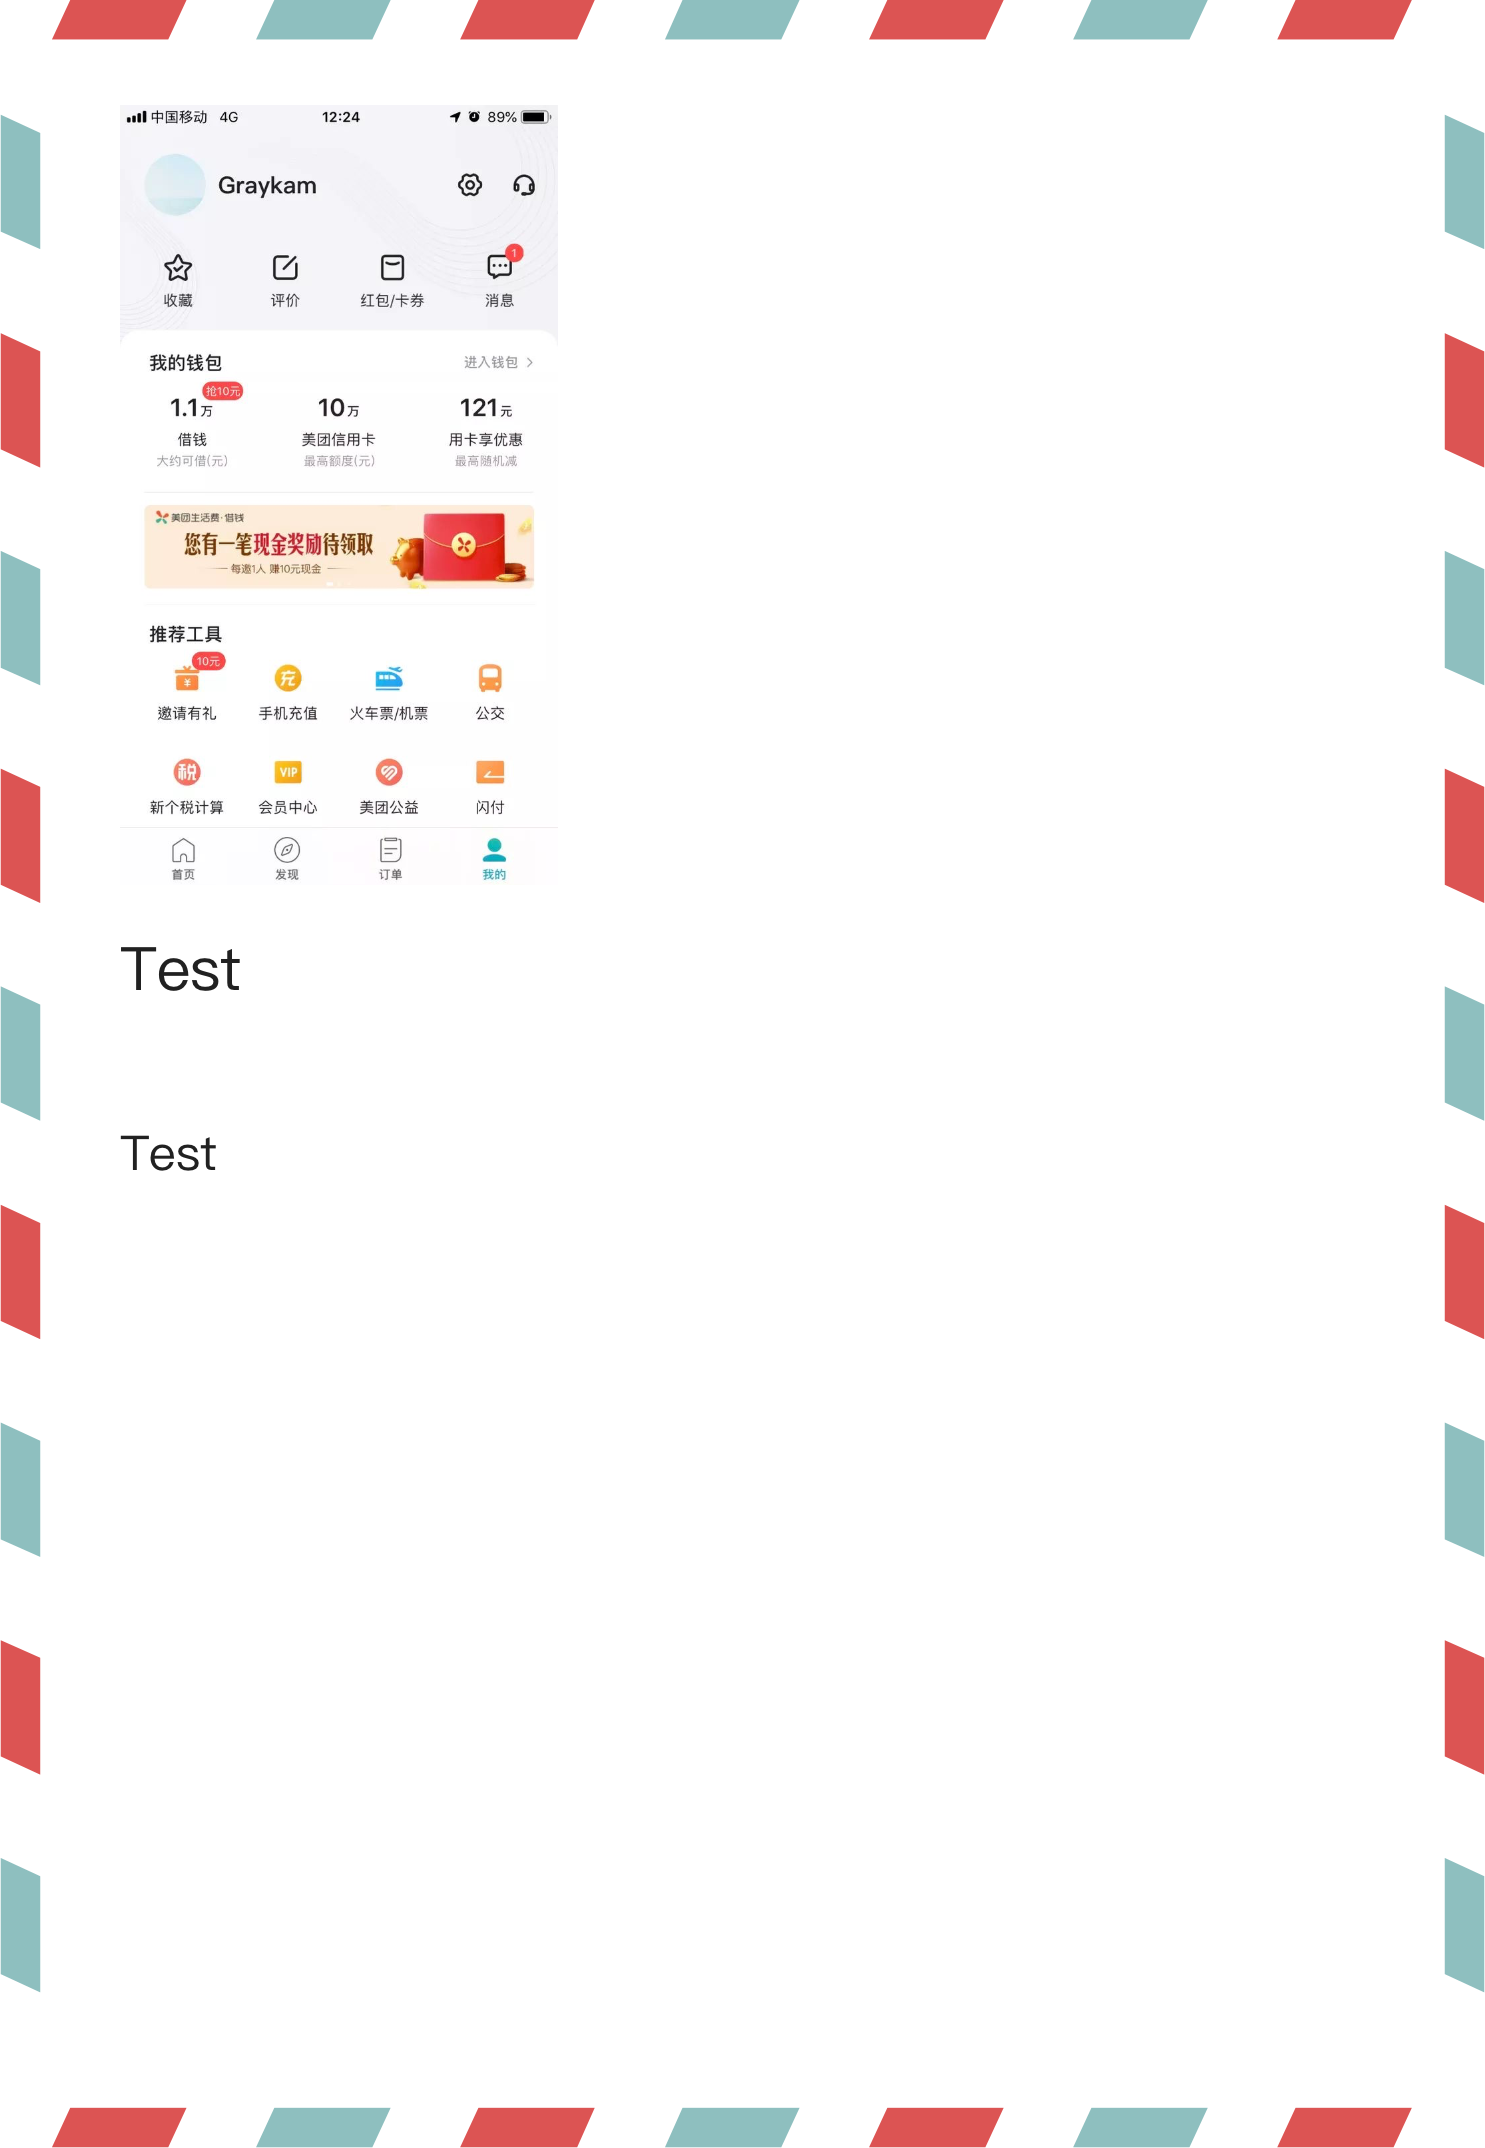 中国移动 4G 12:24 89%
Graykam
1
收藏 评价 红包/卡券 消息
我的钱包 进入钱包
抢10元
1.1万 10万 121元
借钱 美团信用卡 用卡享优惠
大约可借(元) 最高额度(元) 最高随机减
美团生活费·借钱
您有一笔现金奖励待领取
每邀1人 赚10元现金
推荐工具
10元
¥ 充
邀请有礼 手机充值 火车票/机票 公交
税 VIP
新个税计算 会员中心 美团公益 闪付
首页 发现 订单 我的
Test
Test